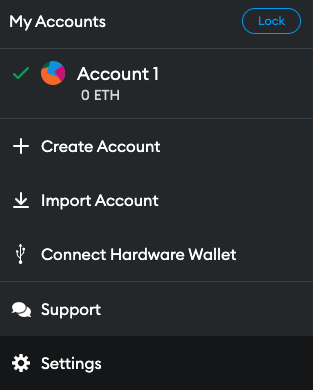 My Accounts
Lock
Account 1
0 ETH
Create Account
Import Account
Connect Hardware Wallet
Support
Settings